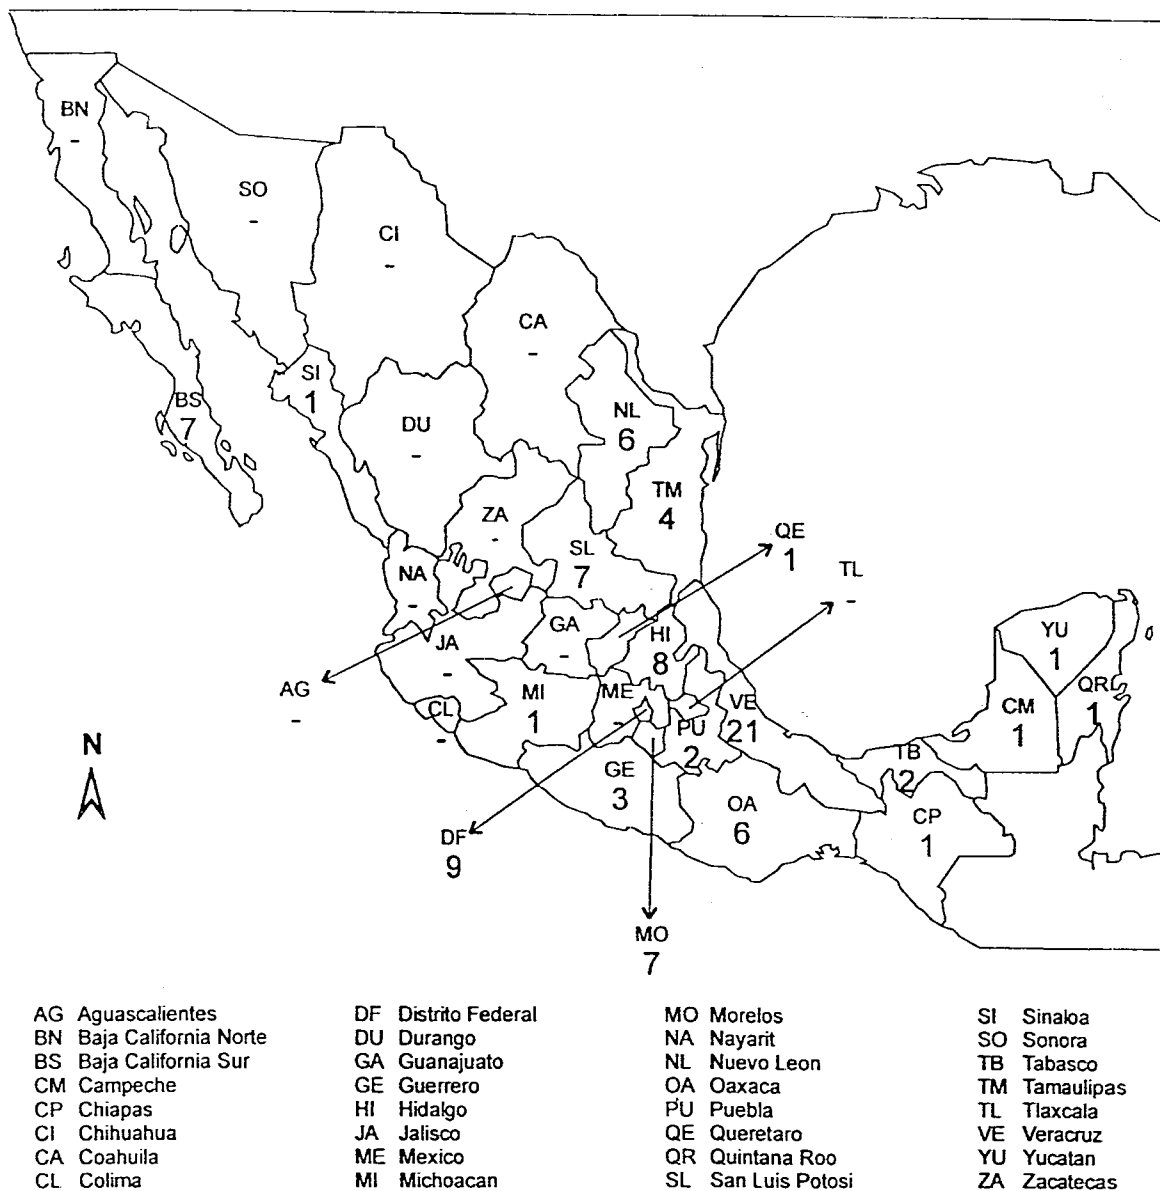 BN
-
SO
-
CI
-
CA
-
SI
1
BS
7
NL
6
DU
-
TM
4
ZA
-
QE
1
SL
7
TL
-
NA
-
GA
-
HI
8
YU
1
JA
-
AG
-
MI
1
ME
-
QR
1
CL
-
VE
21
CM
1
PU
2
N
TB
2
GE
3
OA
6
CP
1
DF
9
MO
7
AG Aguascalientes
BN Baja California Norte
BS Baja California Sur
CM Campeche
CP Chiapas
CI Chihuahua
CA Coahuila
CL Colima
DF Distrito Federal
DU Durango
GA Guanajuato
GE Guerrero
HI Hidalgo
JA Jalisco
ME Mexico
MI Michoacan
MO Morelos
NA Nayarit
NL Nuevo Leon
OA Oaxaca
PU Puebla
QE Queretaro
QR Quintana Roo
SL San Luis Potosi
SI Sinaloa
SO Sonora
TB Tabasco
TM Tamaulipas
TL Tlaxcala
VE Veracruz
YU Yucatan
ZA Zacatecas